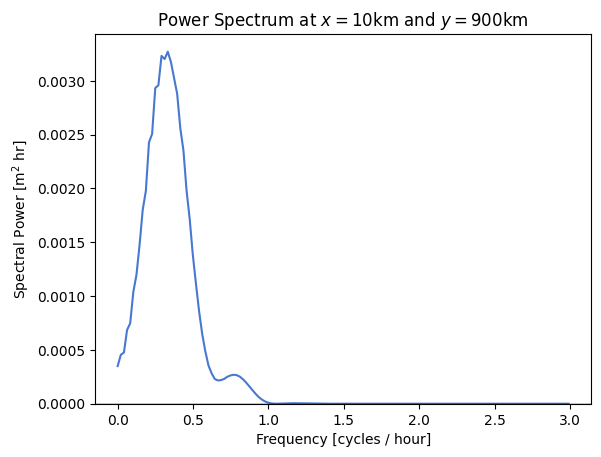 Power Spectrum at x = 10km and y = 900km
Spectral Power [m² hr]
0.0030
0.0025
0.0020
0.0015
0.0010
0.0005
0.0000
0.0 0.5 1.0 1.5 2.0 2.5 3.0
Frequency [cycles / hour]